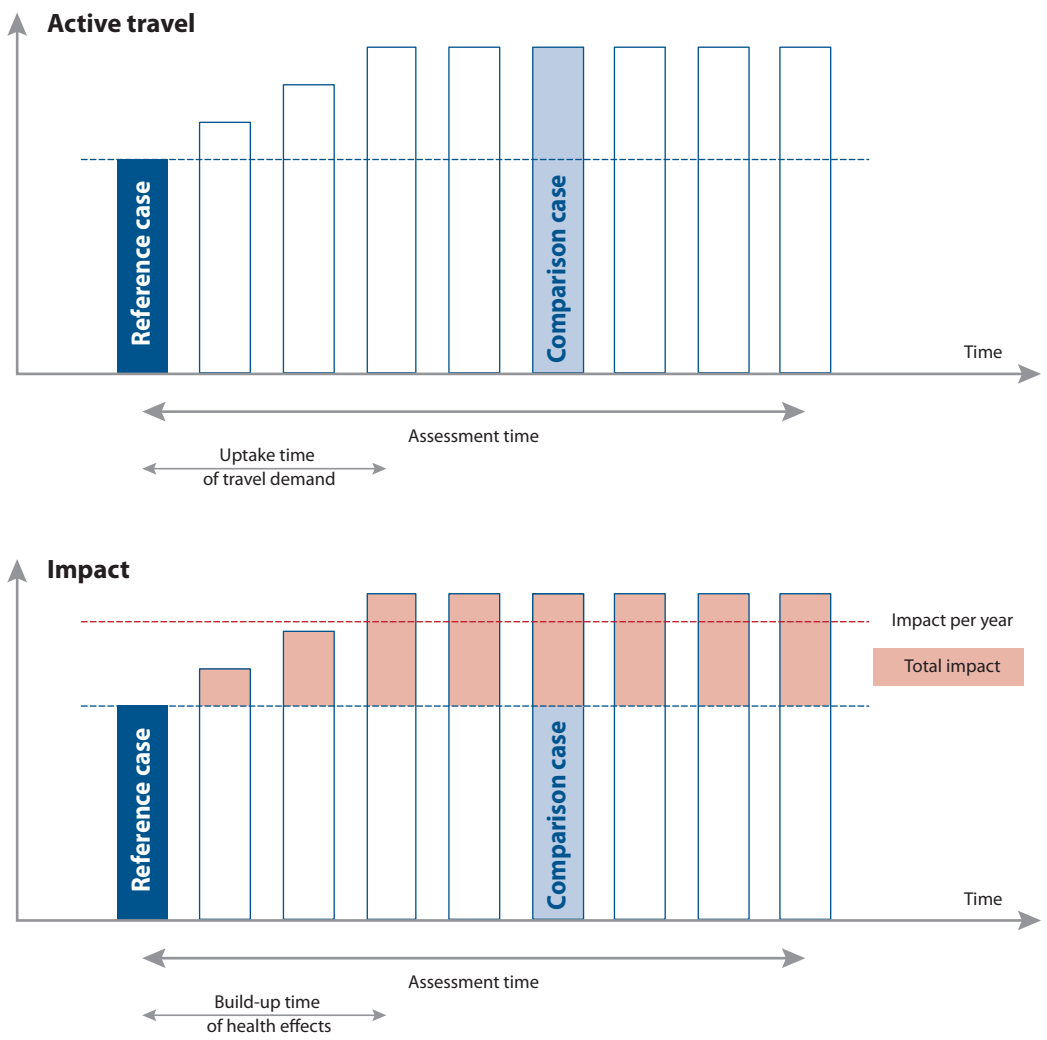 Active travel
Reference case
Comparison case
Time
Assessment time
Uptake time
of travel demand
Impact
Impact per year
Total impact
Reference case
Comparison case
Time
Assessment time
Build-up time
of health effects